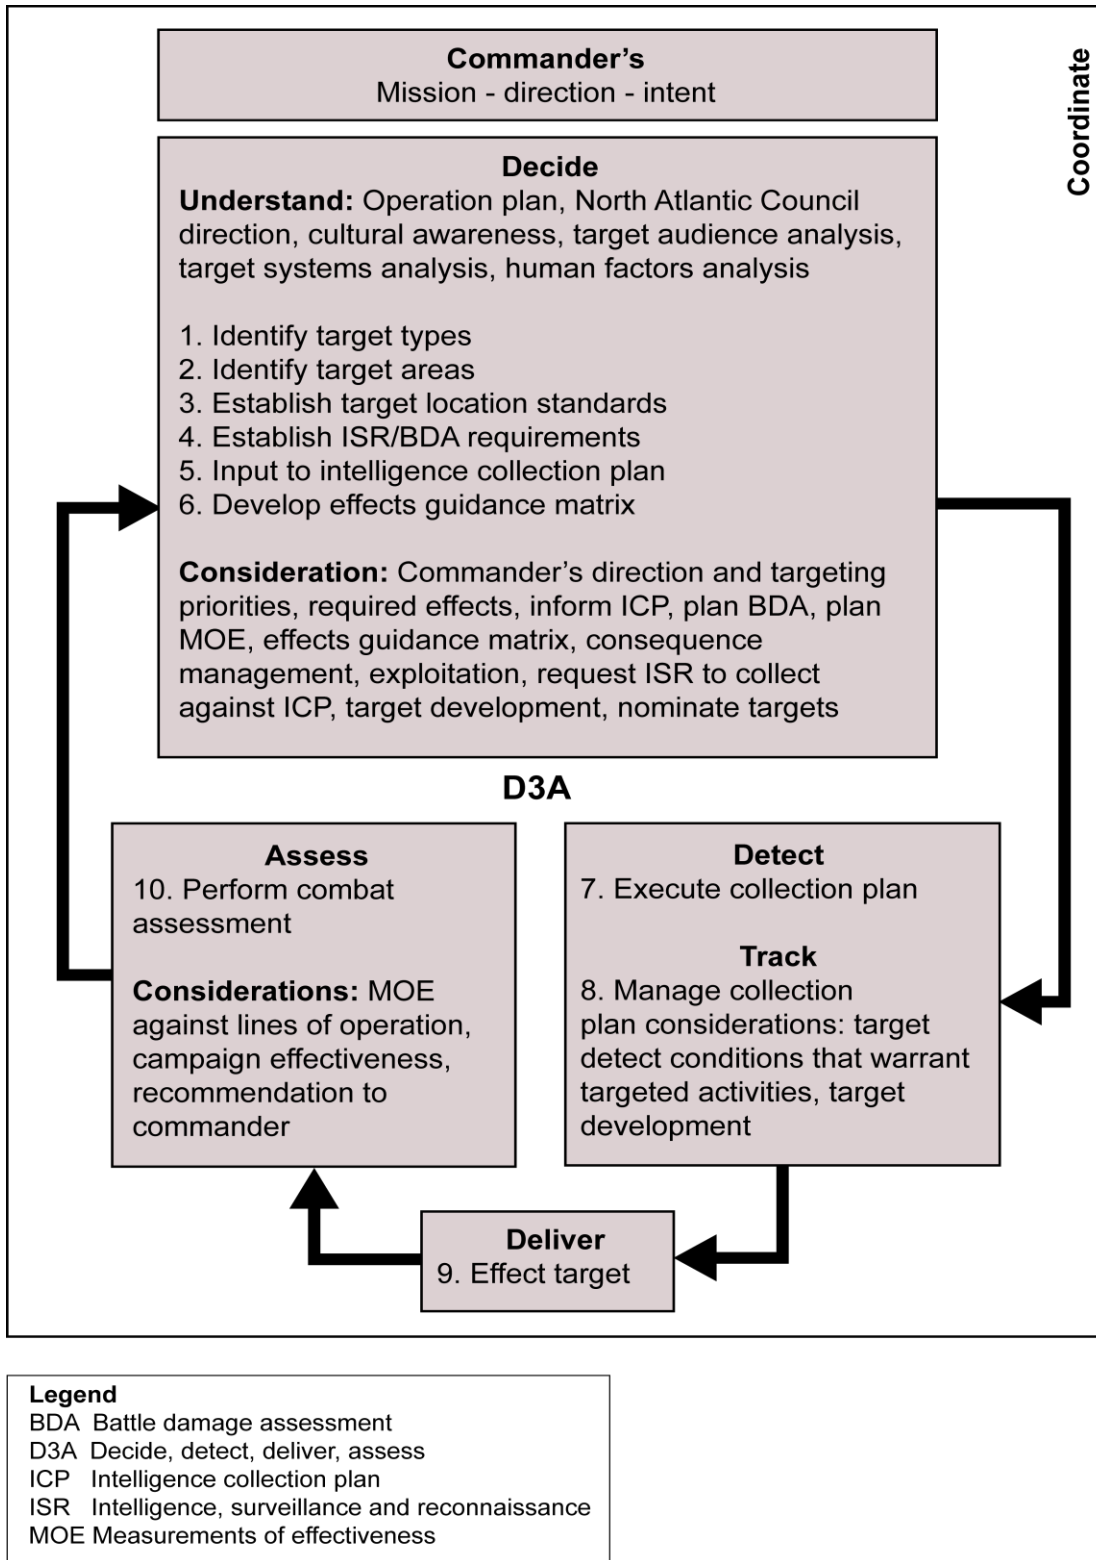 Commander's
Mission - direction - intent
Coordinate
Decide
Understand: Operation plan, North Atlantic Council
direction, cultural awareness, target audience analysis,
target systems analysis, human factors analysis
1. Identify target types
2. Identify target areas
3. Establish target location standards
4. Establish ISR/BDA requirements
5. Input to intelligence collection plan
6. Develop effects guidance matrix
Consideration: Commander's direction and targeting
priorities, required effects, inform ICP, plan BDA, plan
MOE, effects guidance matrix, consequence
management, exploitation, request ISR to collect
against ICP, target development, nominate targets
D3A
Assess
10. Perform combat
assessment
Considerations: MOE
against lines of operation,
campaign effectiveness,
recommendation to
commander
Detect
7. Execute collection plan
Track
8. Manage collection
plan considerations: target
detect conditions that warrant
targeted activities, target
development
Deliver
9. Effect target
Legend
BDA Battle damage assessment
D3A Decide, detect, deliver, assess
ICP Intelligence collection plan
ISR Intelligence, surveillance and reconnaissance
MOE Measurements of effectiveness